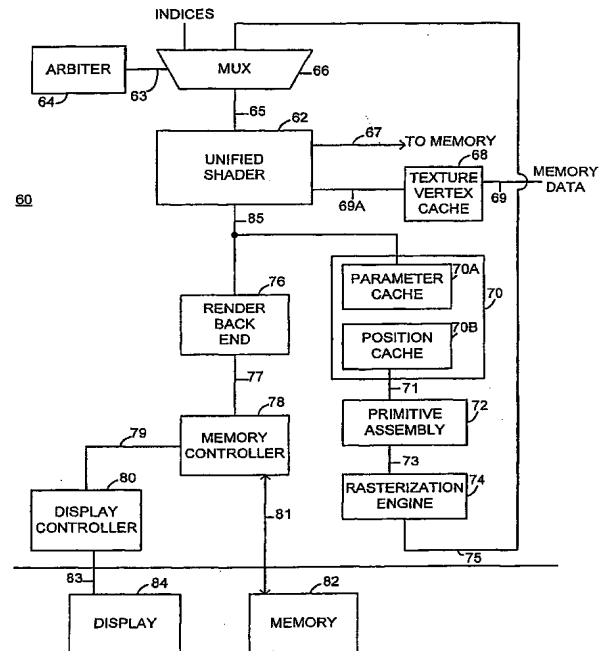 INDICES
ARBITER
64
63
MUX
66
65
62
UNIFIED
SHADER
67
TO MEMORY
68
TEXTURE
VERTEX
CACHE
69
MEMORY
DATA
69A
60
85
76
RENDER
BACK
END
77
PARAMETER
CACHE
70A
70
POSITION
CACHE
70B
71
PRIMITIVE
ASSEMBLY
72
73
RASTERIZATION
ENGINE
74
75
78
MEMORY
CONTROLLER
79
80
DISPLAY
CONTROLLER
81
83
84
DISPLAY
82
MEMORY